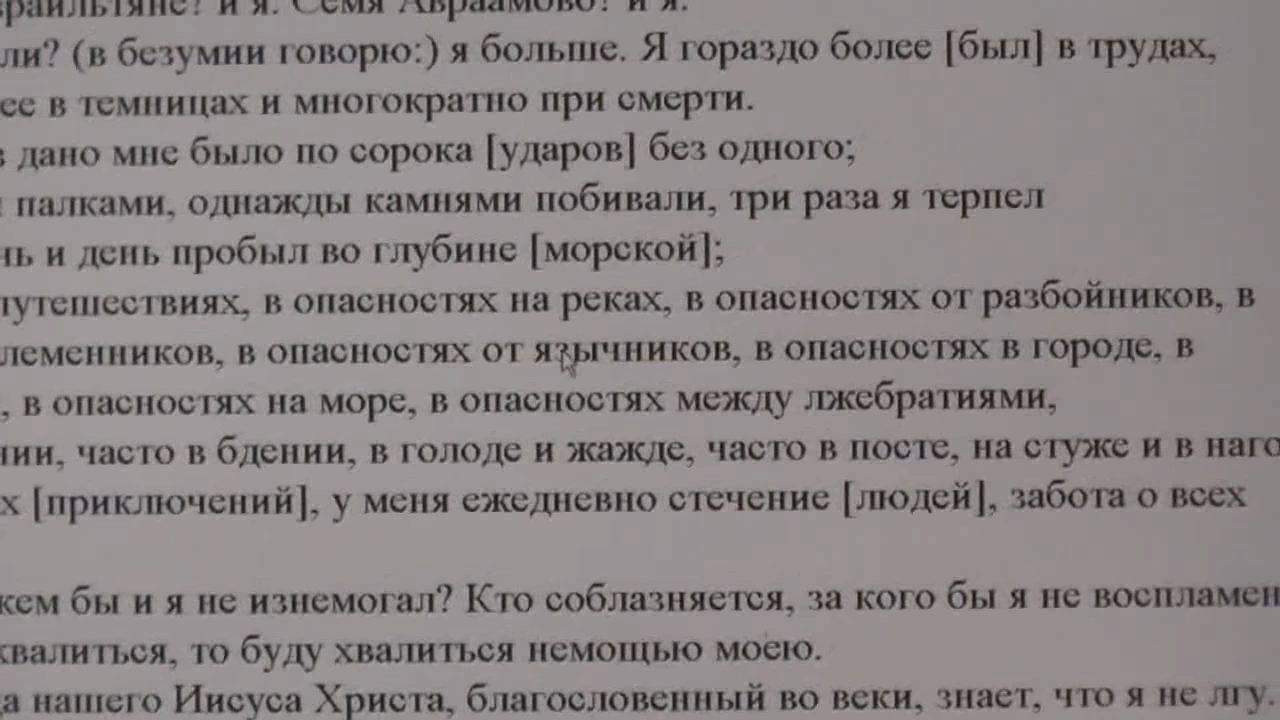 раильтяне? и я. Семя Авраамово? и я.
ли? (в безумии говорю:) я больше. Я гораздо более [был] в трудах,
ее в темницах и многократно при смерти.
з дано мне было по сорока [ударов] без одного;
палками, однажды камнями побивали, три раза я терпел
нь и день пробыл во глубине [морской];
путешествиях, в опасностях на реках, в опасностях от разбойников, в
леменников, в опасностях от язычников, в опасностях в городе, в
, в опасностях на море, в опасностях между лжебратиями,
нии, часто в бдении, в голоде и жажде, часто в посте, на стуже и в наго
х [приключений], у меня ежедневно стечение [людей], забота о всех
кем бы и я не изнемогал? Кто соблазняется, за кого бы я не воспламен
хвалиться, то буду хвалиться немощью моею.
а нашего Иисуса Христа, благословенный во веки, знает, что я не лгу.